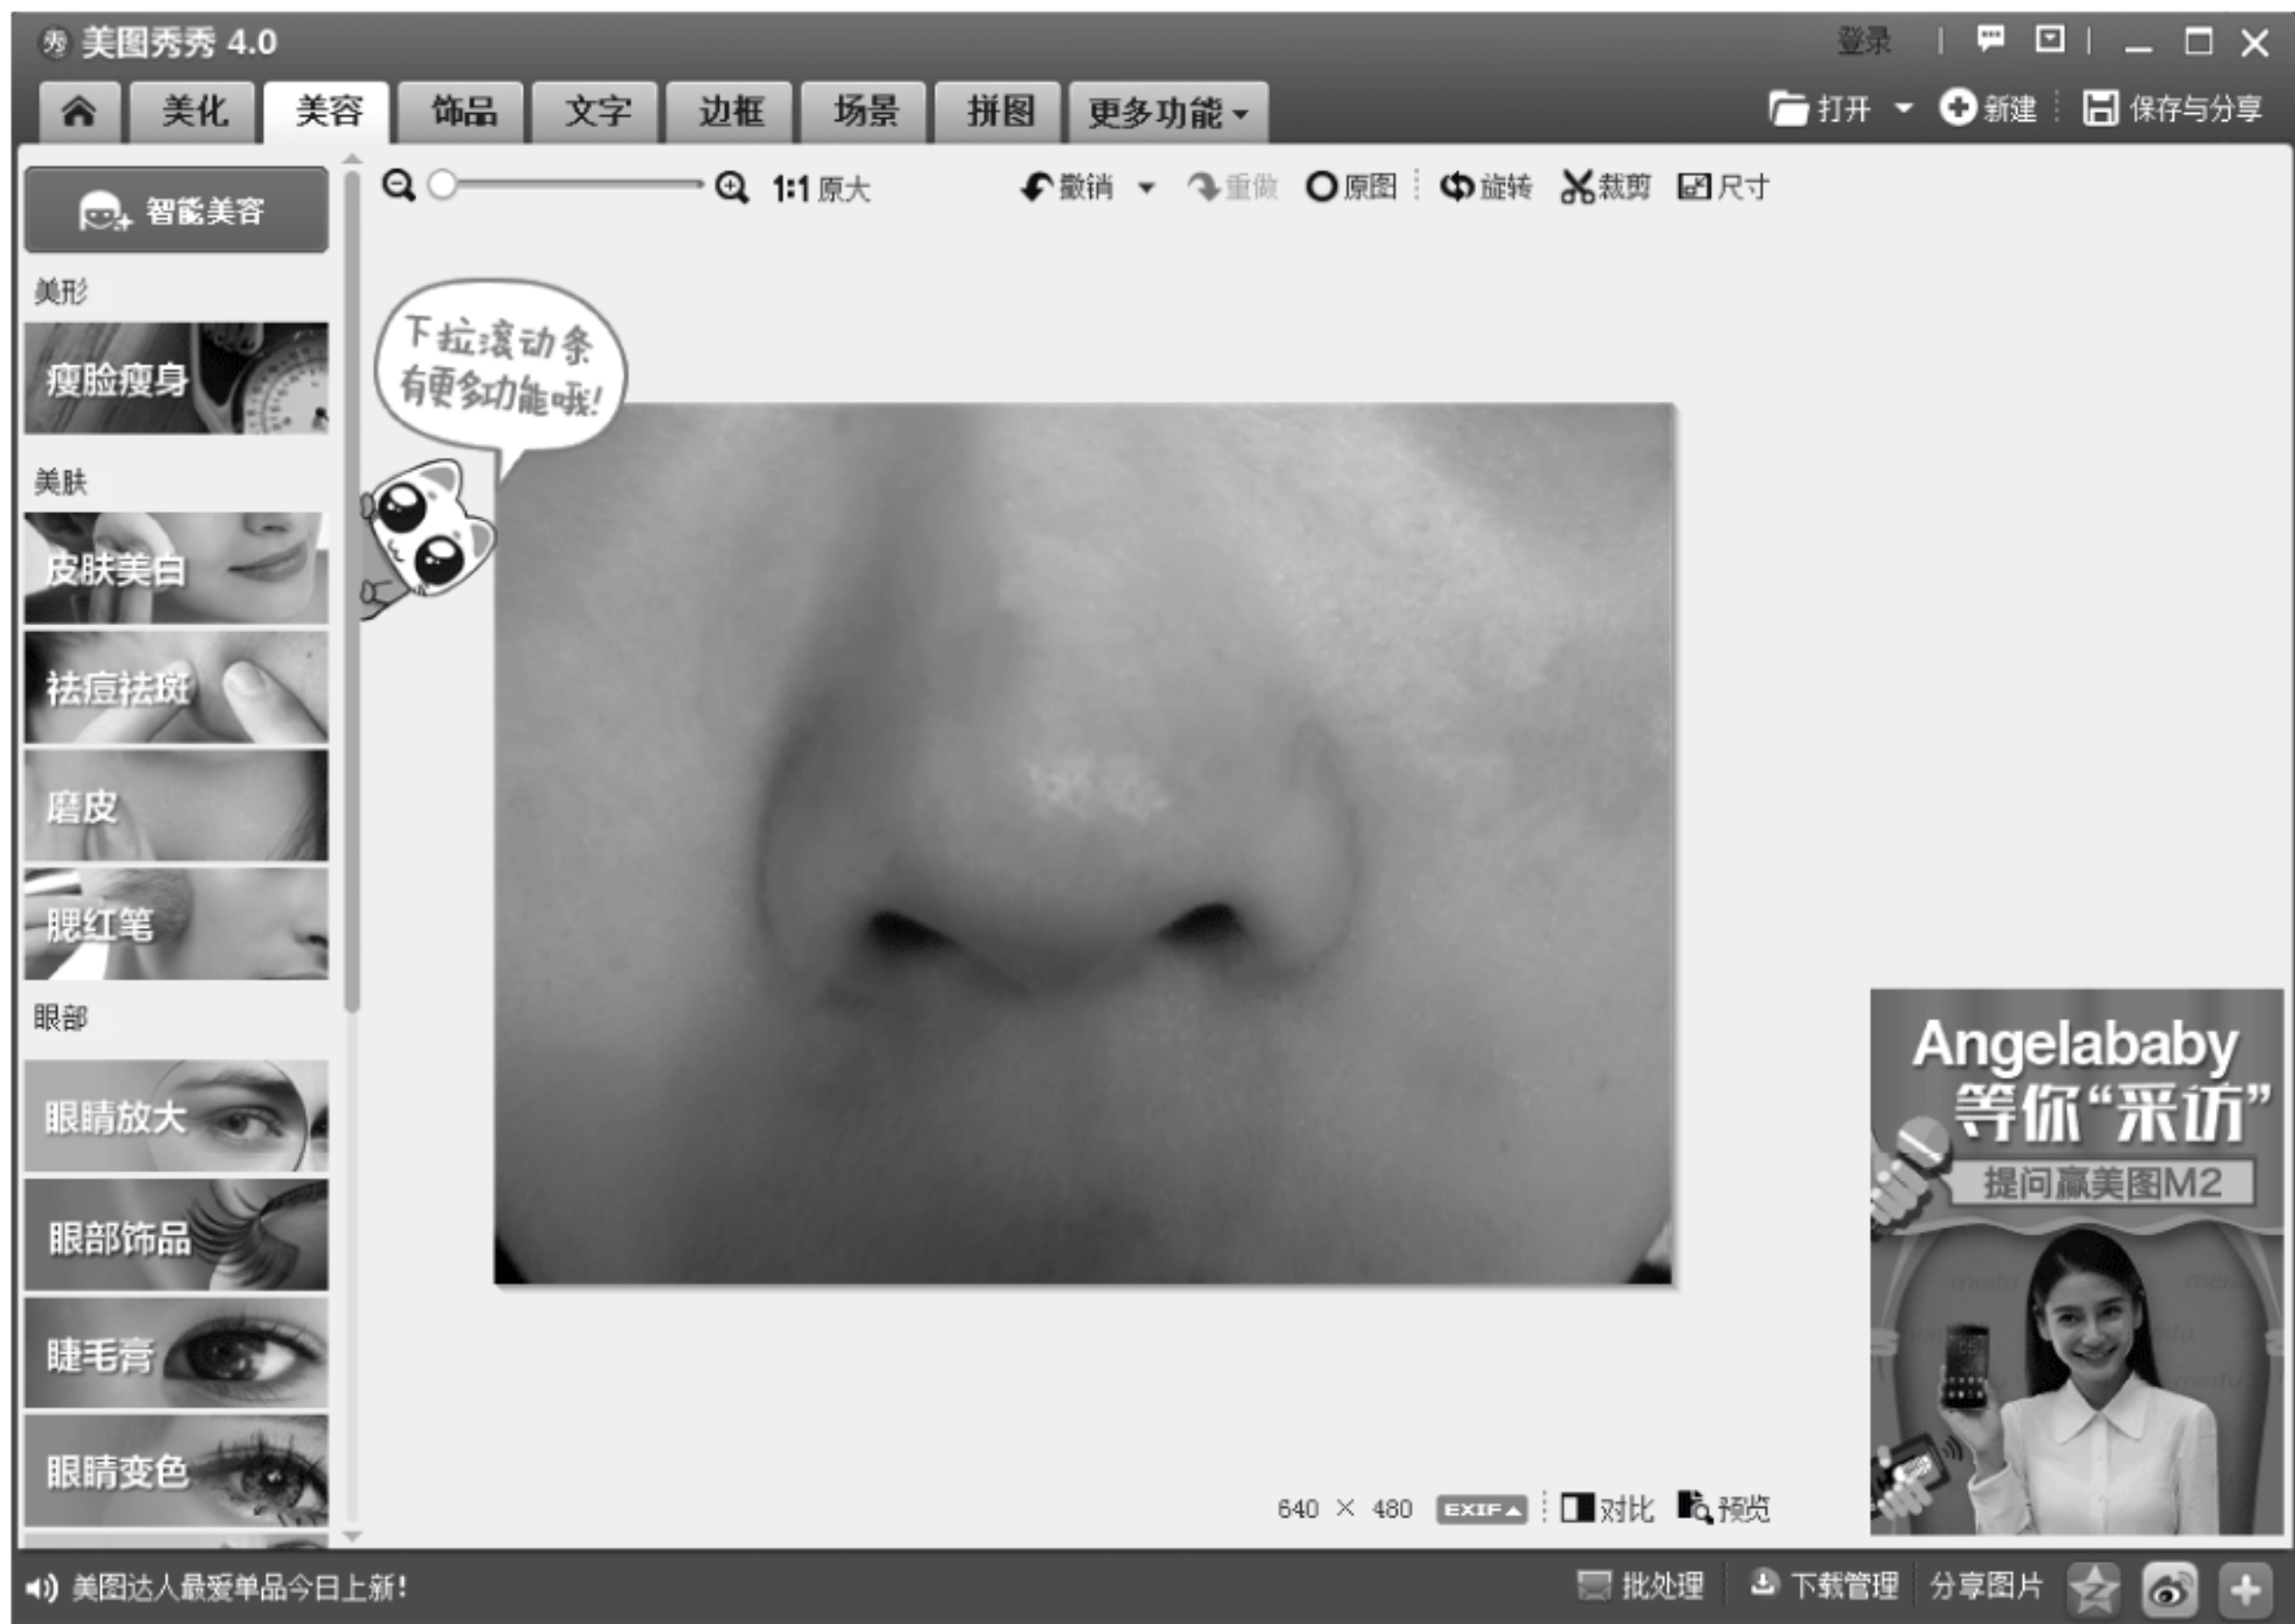 秀 美图秀秀 4.0
登录
美化 美容 饰品 文字 边框 场景 拼图 更多功能
打开 新建 保存与分享
智能美容
1:1 原大 撤销 重做 原图 旋转 裁剪 尺寸
美形
瘦脸瘦身
美肤
皮肤美白
祛痘祛斑
磨皮
腮红笔
眼部
眼睛放大
眼部饰品
睫毛膏
眼睛变色
下拉滚动条
有更多功能哦!
Angelababy
等你“采访”
提问赢美图M2
meitu
640 × 480 EXIF 对比 预览
美图达人最爱单品今日上新!
批处理 下载管理 分享图片